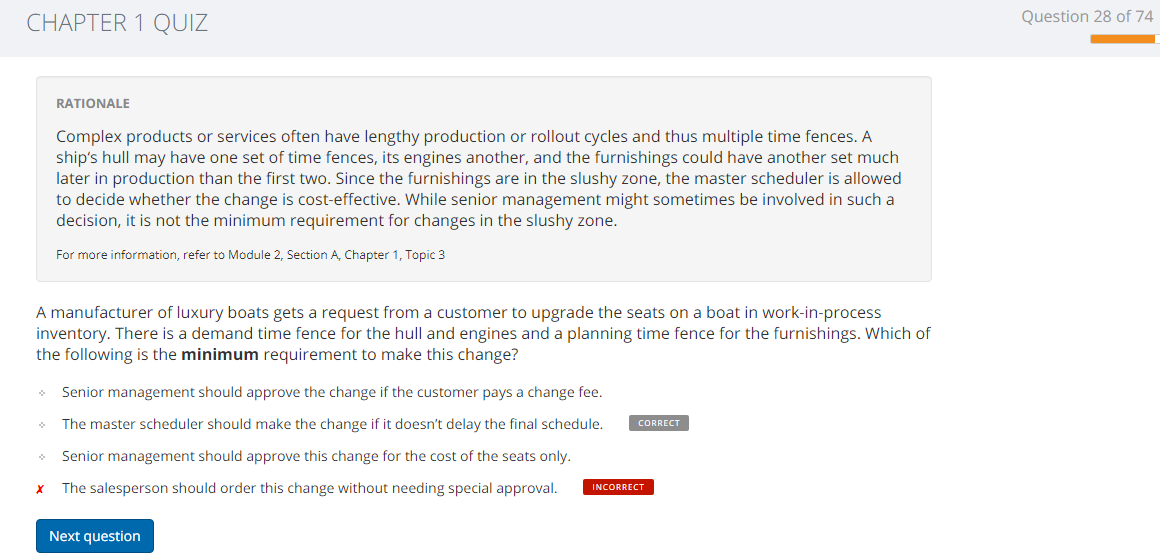 CHAPTER 1 QUIZ
Question 28 of 74
RATIONALE
Complex products or services often have lengthy production or rollout cycles and thus multiple time fences. A
ship's hull may have one set of time fences, its engines another, and the furnishings could have another set much
later in production than the first two. Since the furnishings are in the slushy zone, the master scheduler is allowed
to decide whether the change is cost-effective. While senior management might sometimes be involved in such a
decision, it is not the minimum requirement for changes in the slushy zone.
For more information, refer to Module 2, Section A, Chapter 1, Topic 3
A manufacturer of luxury boats gets a request from a customer to upgrade the seats on a boat in work-in-process
inventory. There is a demand time fence for the hull and engines and a planning time fence for the furnishings. Which of
the following is the minimum requirement to make this change?
Senior management should approve the change if the customer pays a change fee.
The master scheduler should make the change if it doesn't delay the final schedule. CORRECT
Senior management should approve this change for the cost of the seats only.
✗ The salesperson should order this change without needing special approval. INCORRECT
Next question